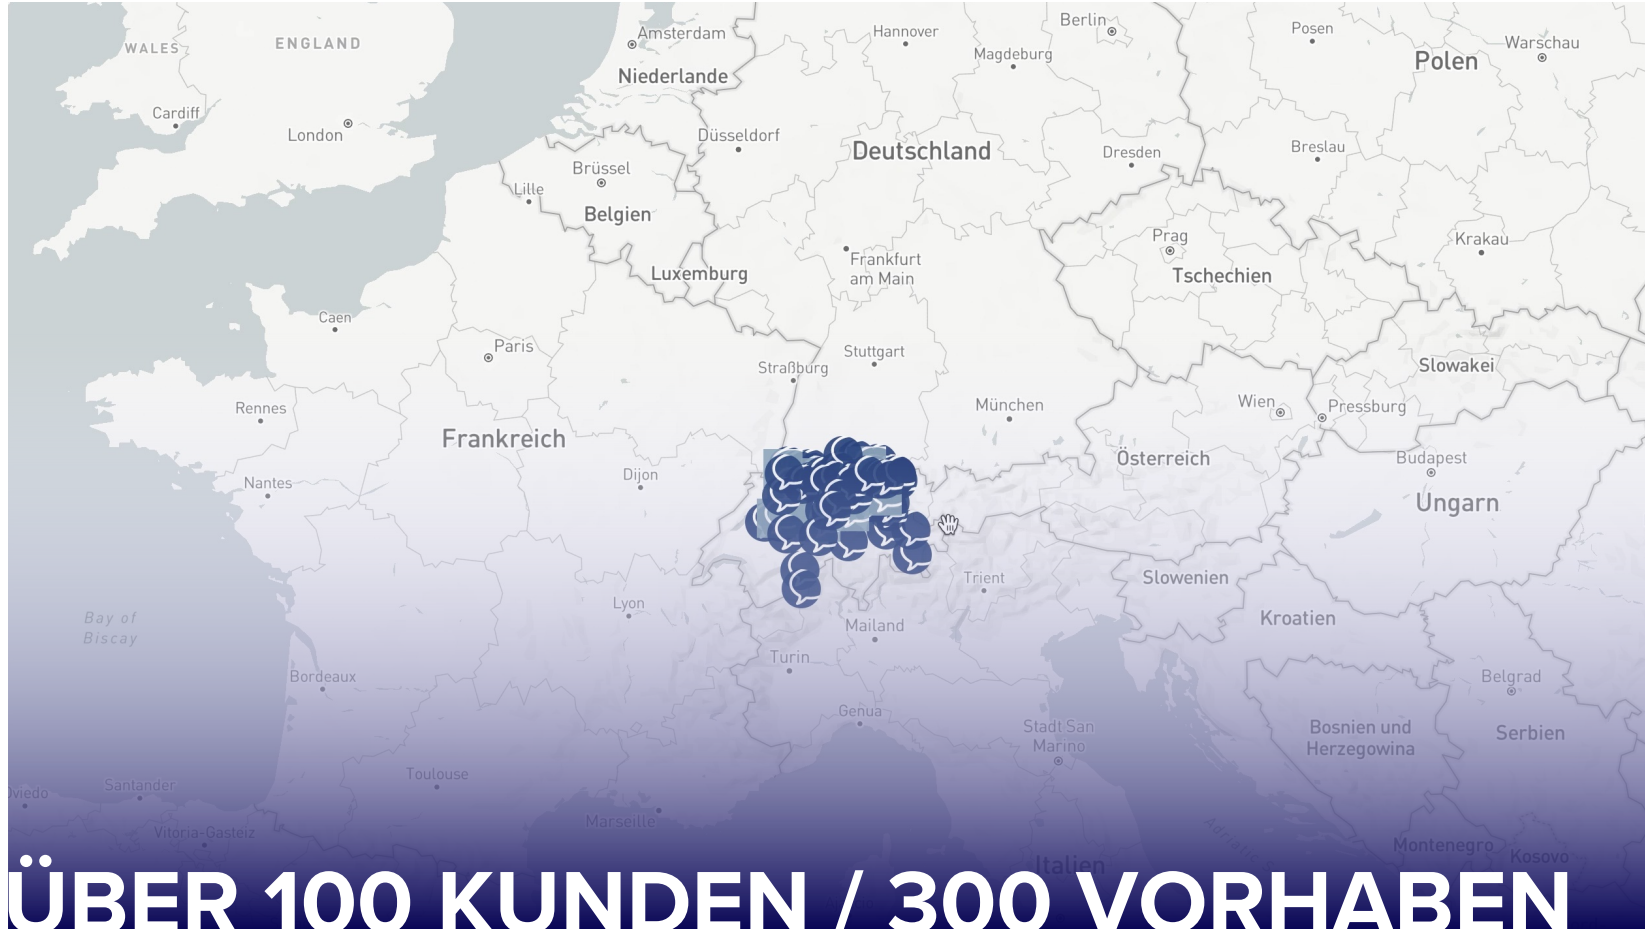 Amsterdam
Berlin
Hannover
Posen
Warschau
WALES
ENGLAND
Magdeburg
Polen
Niederlande
Cardiff
London
Düsseldorf
Deutschland
Dresden
Breslau
Brüssel
Lille
Belgien
Prag
Krakau
Frankfurt
am Main
Luxemburg
Tschechien
Caen
Paris
Stuttgart
Straßburg
Slowakei
Rennes
München
Wien
Pressburg
Frankreich
Österreich
Budapest
Dijon
Nantes
Ungarn
Trient
Slowenien
Lyon
Bay of
Biscay
Mailand
Kroatien
Turin
Bordeaux
Belgrad
Genua
Stadt San
Marino
Bosnien und
Herzegowina
Serbien
Toulouse
Santander
Oviedo
Marseille
Vitoria-Gasteiz
Adriatic
Montenegro
Kosovo
Italien
ÜBER 100 KUNDEN / 300 VORHABEN